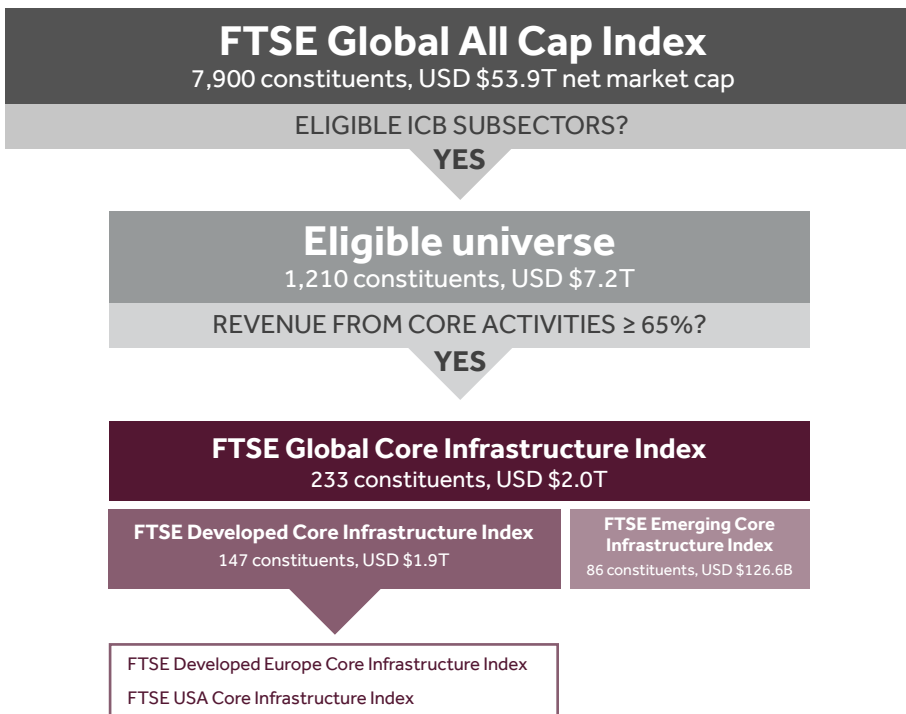 FTSE Global All Cap Index
7,900 constituents, USD $53.9T net market cap
ELIGIBLE ICB SUBSECTORS?
YES
Eligible universe
1,210 constituents, USD $7.2T
REVENUE FROM CORE ACTIVITIES ≥ 65%?
YES
FTSE Global Core Infrastructure Index
233 constituents, USD $2.0T
FTSE Developed Core Infrastructure Index
147 constituents, USD $1.9T
FTSE Emerging Core
Infrastructure Index
86 constituents, USD $126.6B
FTSE Developed Europe Core Infrastructure Index
FTSE USA Core Infrastructure Index